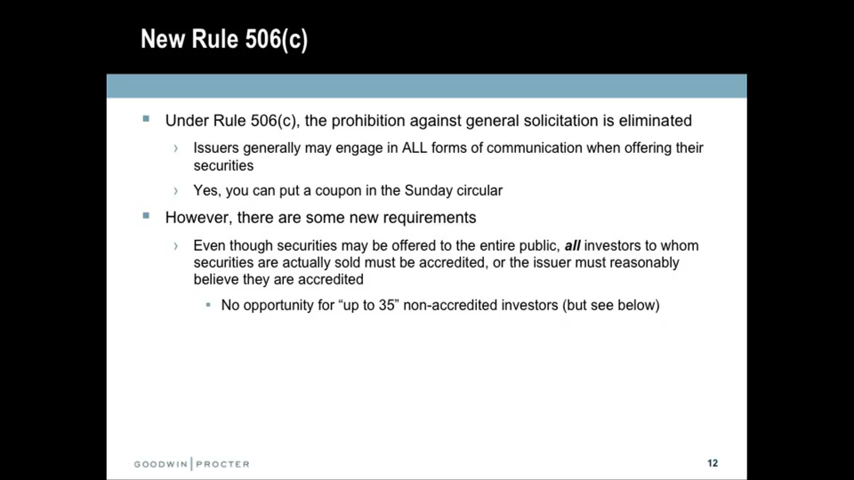 New Rule 506(c)
Under Rule 506(c), the prohibition against general solicitation is eliminated
Issuers generally may engage in ALL forms of communication when offering their
securities
Yes, you can put a coupon in the Sunday circular
However, there are some new requirements
Even though securities may be offered to the entire public, all investors to whom
securities are actually sold must be accredited, or the issuer must reasonably
believe they are accredited
No opportunity for “up to 35” non-accredited investors (but see below)
GOODWIN | PROCTER
12